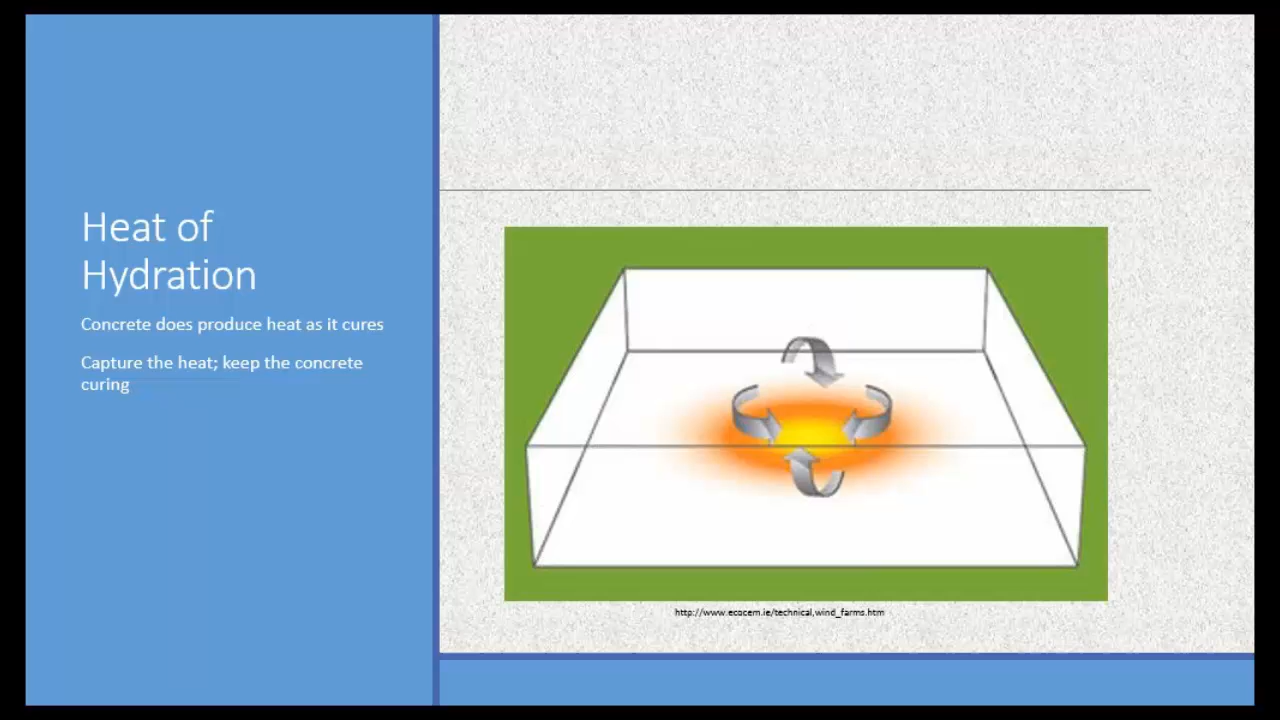 Heat of
Hydration
Concrete does produce heat as it cures
Capture the heat; keep the concrete
curing
http://www.ecocem.ie/technical,wind_farms.htm